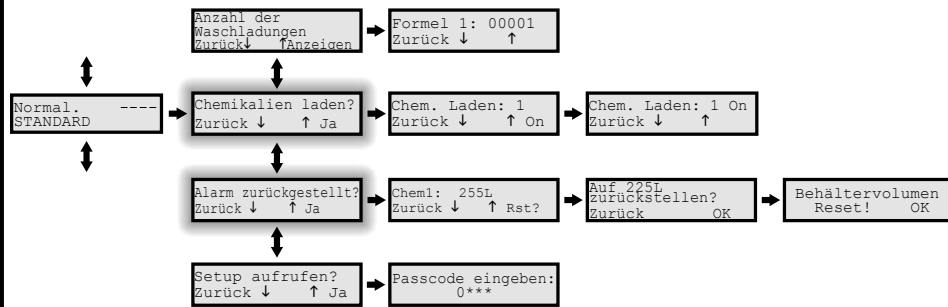 Anzahl der
Waschladungen
Zurück↓ ↑Anzeigen
Formel 1: 00001
Zurück ↓ ↑
Normal. ----
STANDARD
Chemikalien laden?
Zurück ↓ ↑ Ja
Chem. Laden: 1
Zurück ↓ ↑ On
Chem. Laden: 1 On
Zurück ↓ ↑
Alarm zurückgestellt?
Zurück ↓ ↑ Ja
Chem1: 255L
Zurück ↓ ↑ Rst?
Auf 225L
zurückstellen?
Zurück OK
Behältervolumen
Reset! OK
Setup aufrufen?
Zurück ↓ ↑ Ja
Passcode eingeben:
0***